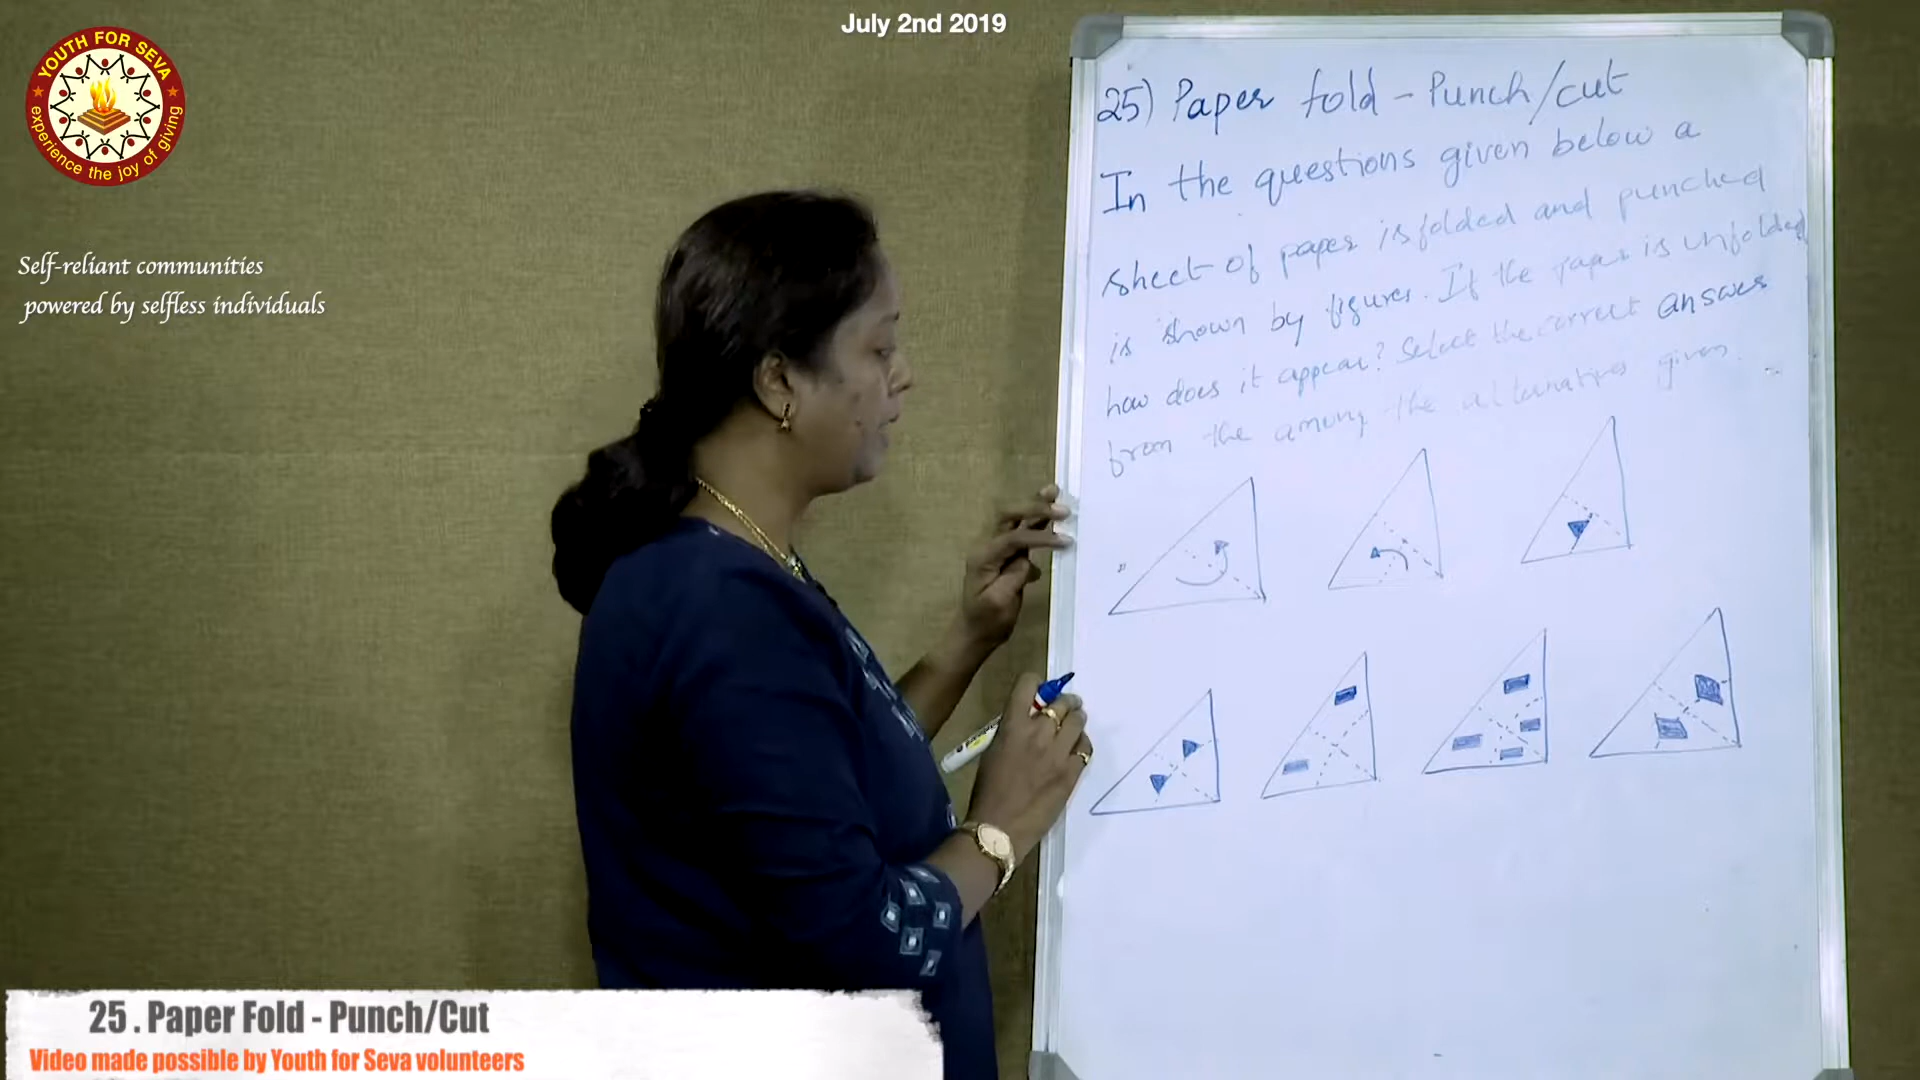 July 2nd 2019
YOUTH FOR SEVA
experience the joy of giving
Self-reliant communities
powered by selfless individuals
25) Paper fold - Punch/cut
In the questions given below a
sheet of paper is folded and punched
is shown by figures. If the paper is unfolded
how does it appear? Select the correct answer
from the among the alternatives given.
25 . Paper Fold - Punch/Cut
Video made possible by Youth for Seva volunteers